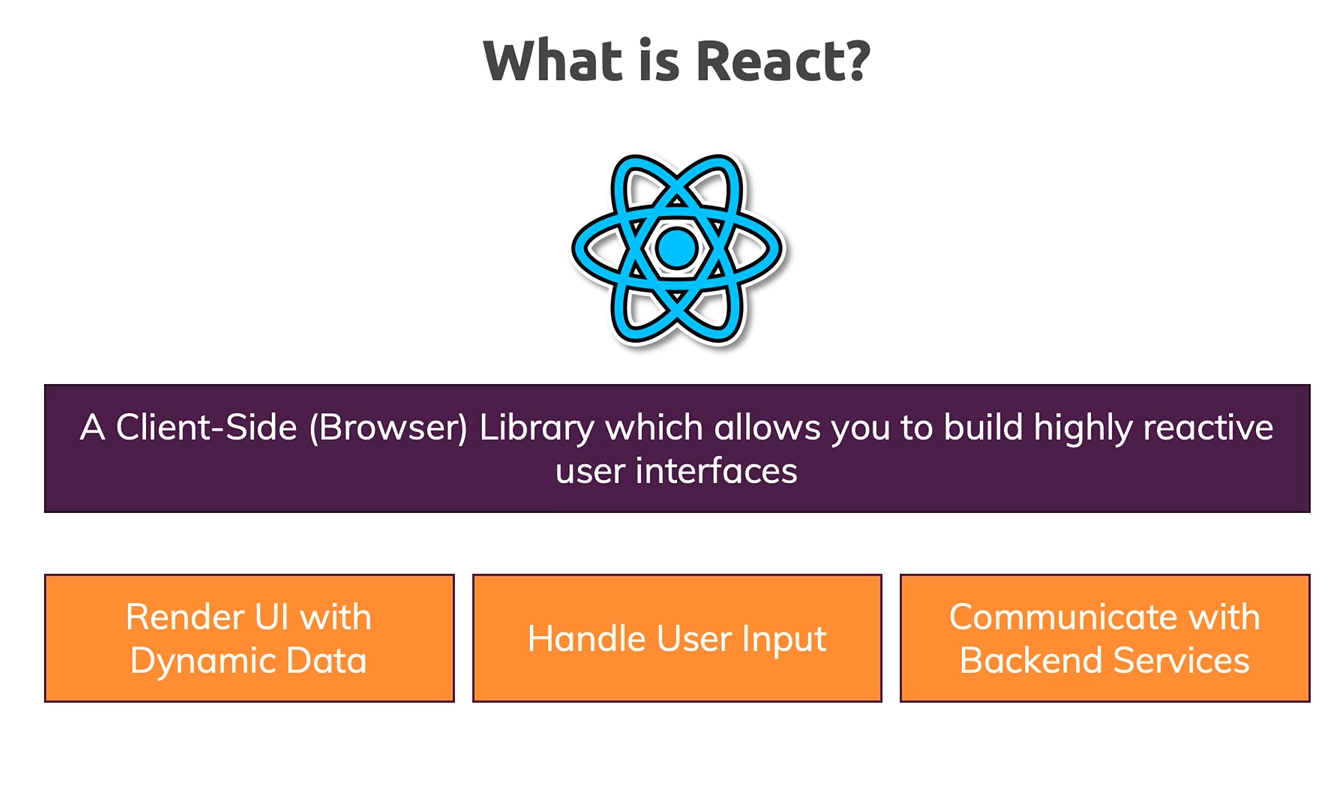 What is React?
A Client-Side (Browser) Library which allows you to build highly reactive
user interfaces
Render UI with
Dynamic Data
Handle User Input
Communicate with
Backend Services